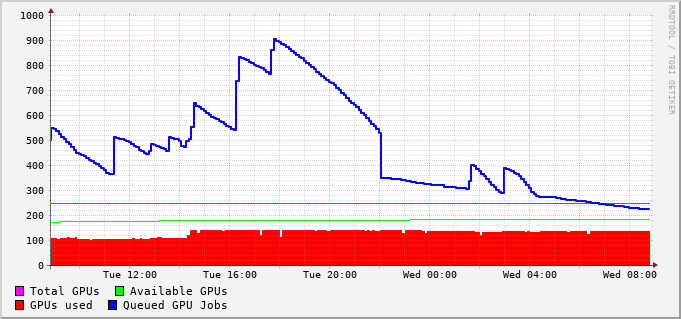 1000
900
800
700
600
500
400
300
200
100
0
Tue 12:00 Tue 16:00 Tue 20:00 Wed 00:00 Wed 04:00 Wed 08:00
Total GPUs Available GPUs
GPUs used Queued GPU Jobs
RRDTOOL / TOBI OETIKER